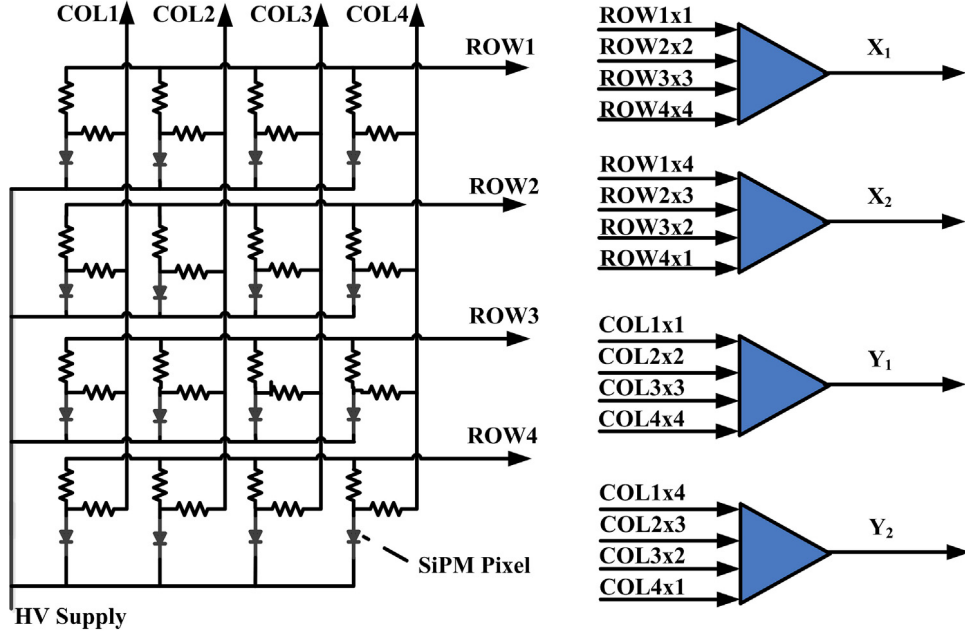 COL1 COL2 COL3 COL4
ROW1
ROW2
ROW3
ROW4
SiPM Pixel
HV Supply
ROW1x1
ROW2x2
ROW3x3
ROW4x4
X₁
ROW1x4
ROW2x3
ROW3x2
ROW4x1
X₂
COL1x1
COL2x2
COL3x3
COL4x4
Y₁
COL1x4
COL2x3
COL3x2
COL4x1
Y₂